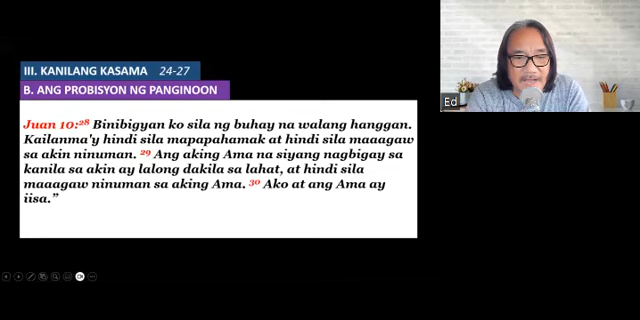 III. KANILANG KASAMA 24-27
B. ANG PROBISYON NG PANGINOON
Juan 10:28 Binibigyan ko sila ng buhay na walang hanggan.
Kailanma'y hindi sila mapapahamak at hindi sila maaagaw
sa akin ninuman. 29 Ang aking Ama na siyang nagbigay sa
kanila sa akin ay lalong dakila sa lahat, at hindi sila
maaagaw ninuman sa aking Ama. 30 Ako at ang Ama ay
iisa.”
Ed